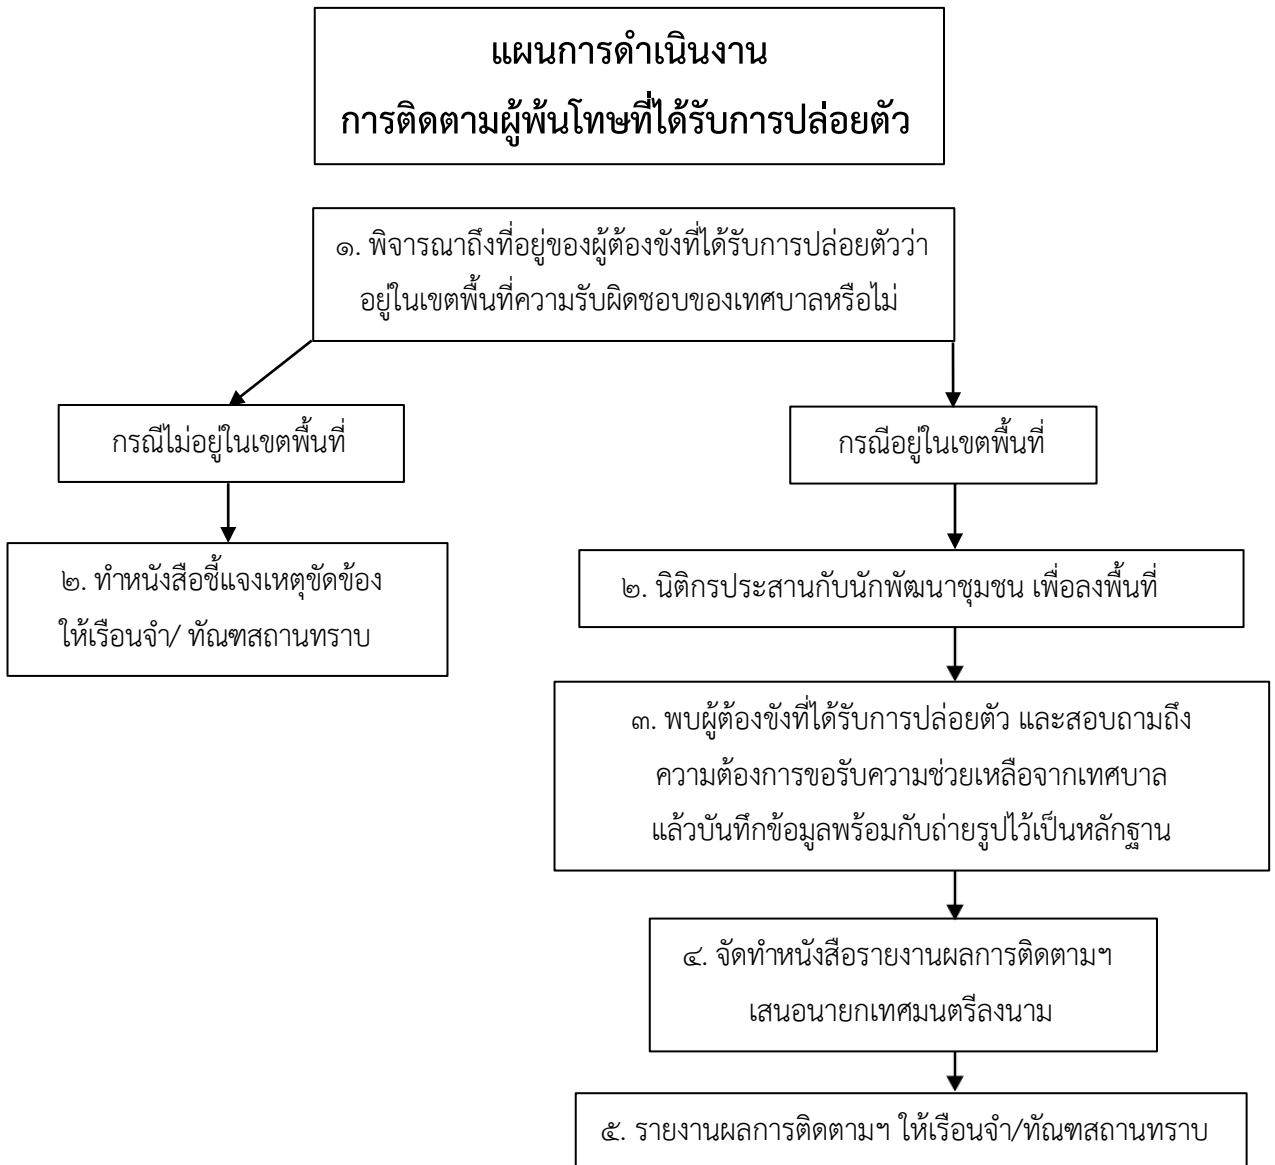 แผนการดำเนินงาน
การติดตามผู้พ้นโทษที่ได้รับการปล่อยตัว
๑. พิจารณาถึงที่อยู่ของผู้ต้องขังที่ได้รับการปล่อยตัวว่า
อยู่ในเขตพื้นที่ความรับผิดชอบของเทศบาลหรือไม่
กรณีไม่อยู่ในเขตพื้นที่
๒. ทำหนังสือชี้แจงเหตุขัดข้อง
ให้เรือนจำ/ ทัณฑสถานทราบ
กรณีอยู่ในเขตพื้นที่
๒. นิติกรประสานกับนักพัฒนาชุมชน เพื่อลงพื้นที่
๓. พบผู้ต้องขังที่ได้รับการปล่อยตัว และสอบถามถึง
ความต้องการขอรับความช่วยเหลือจากเทศบาล
แล้วบันทึกข้อมูลพร้อมกับถ่ายรูปไว้เป็นหลักฐาน
๔. จัดทำหนังสือรายงานผลการติดตามฯ
เสนอนายกเทศมนตรีลงนาม
๕. รายงานผลการติดตามฯ ให้เรือนจำ/ทัณฑสถานทราบ